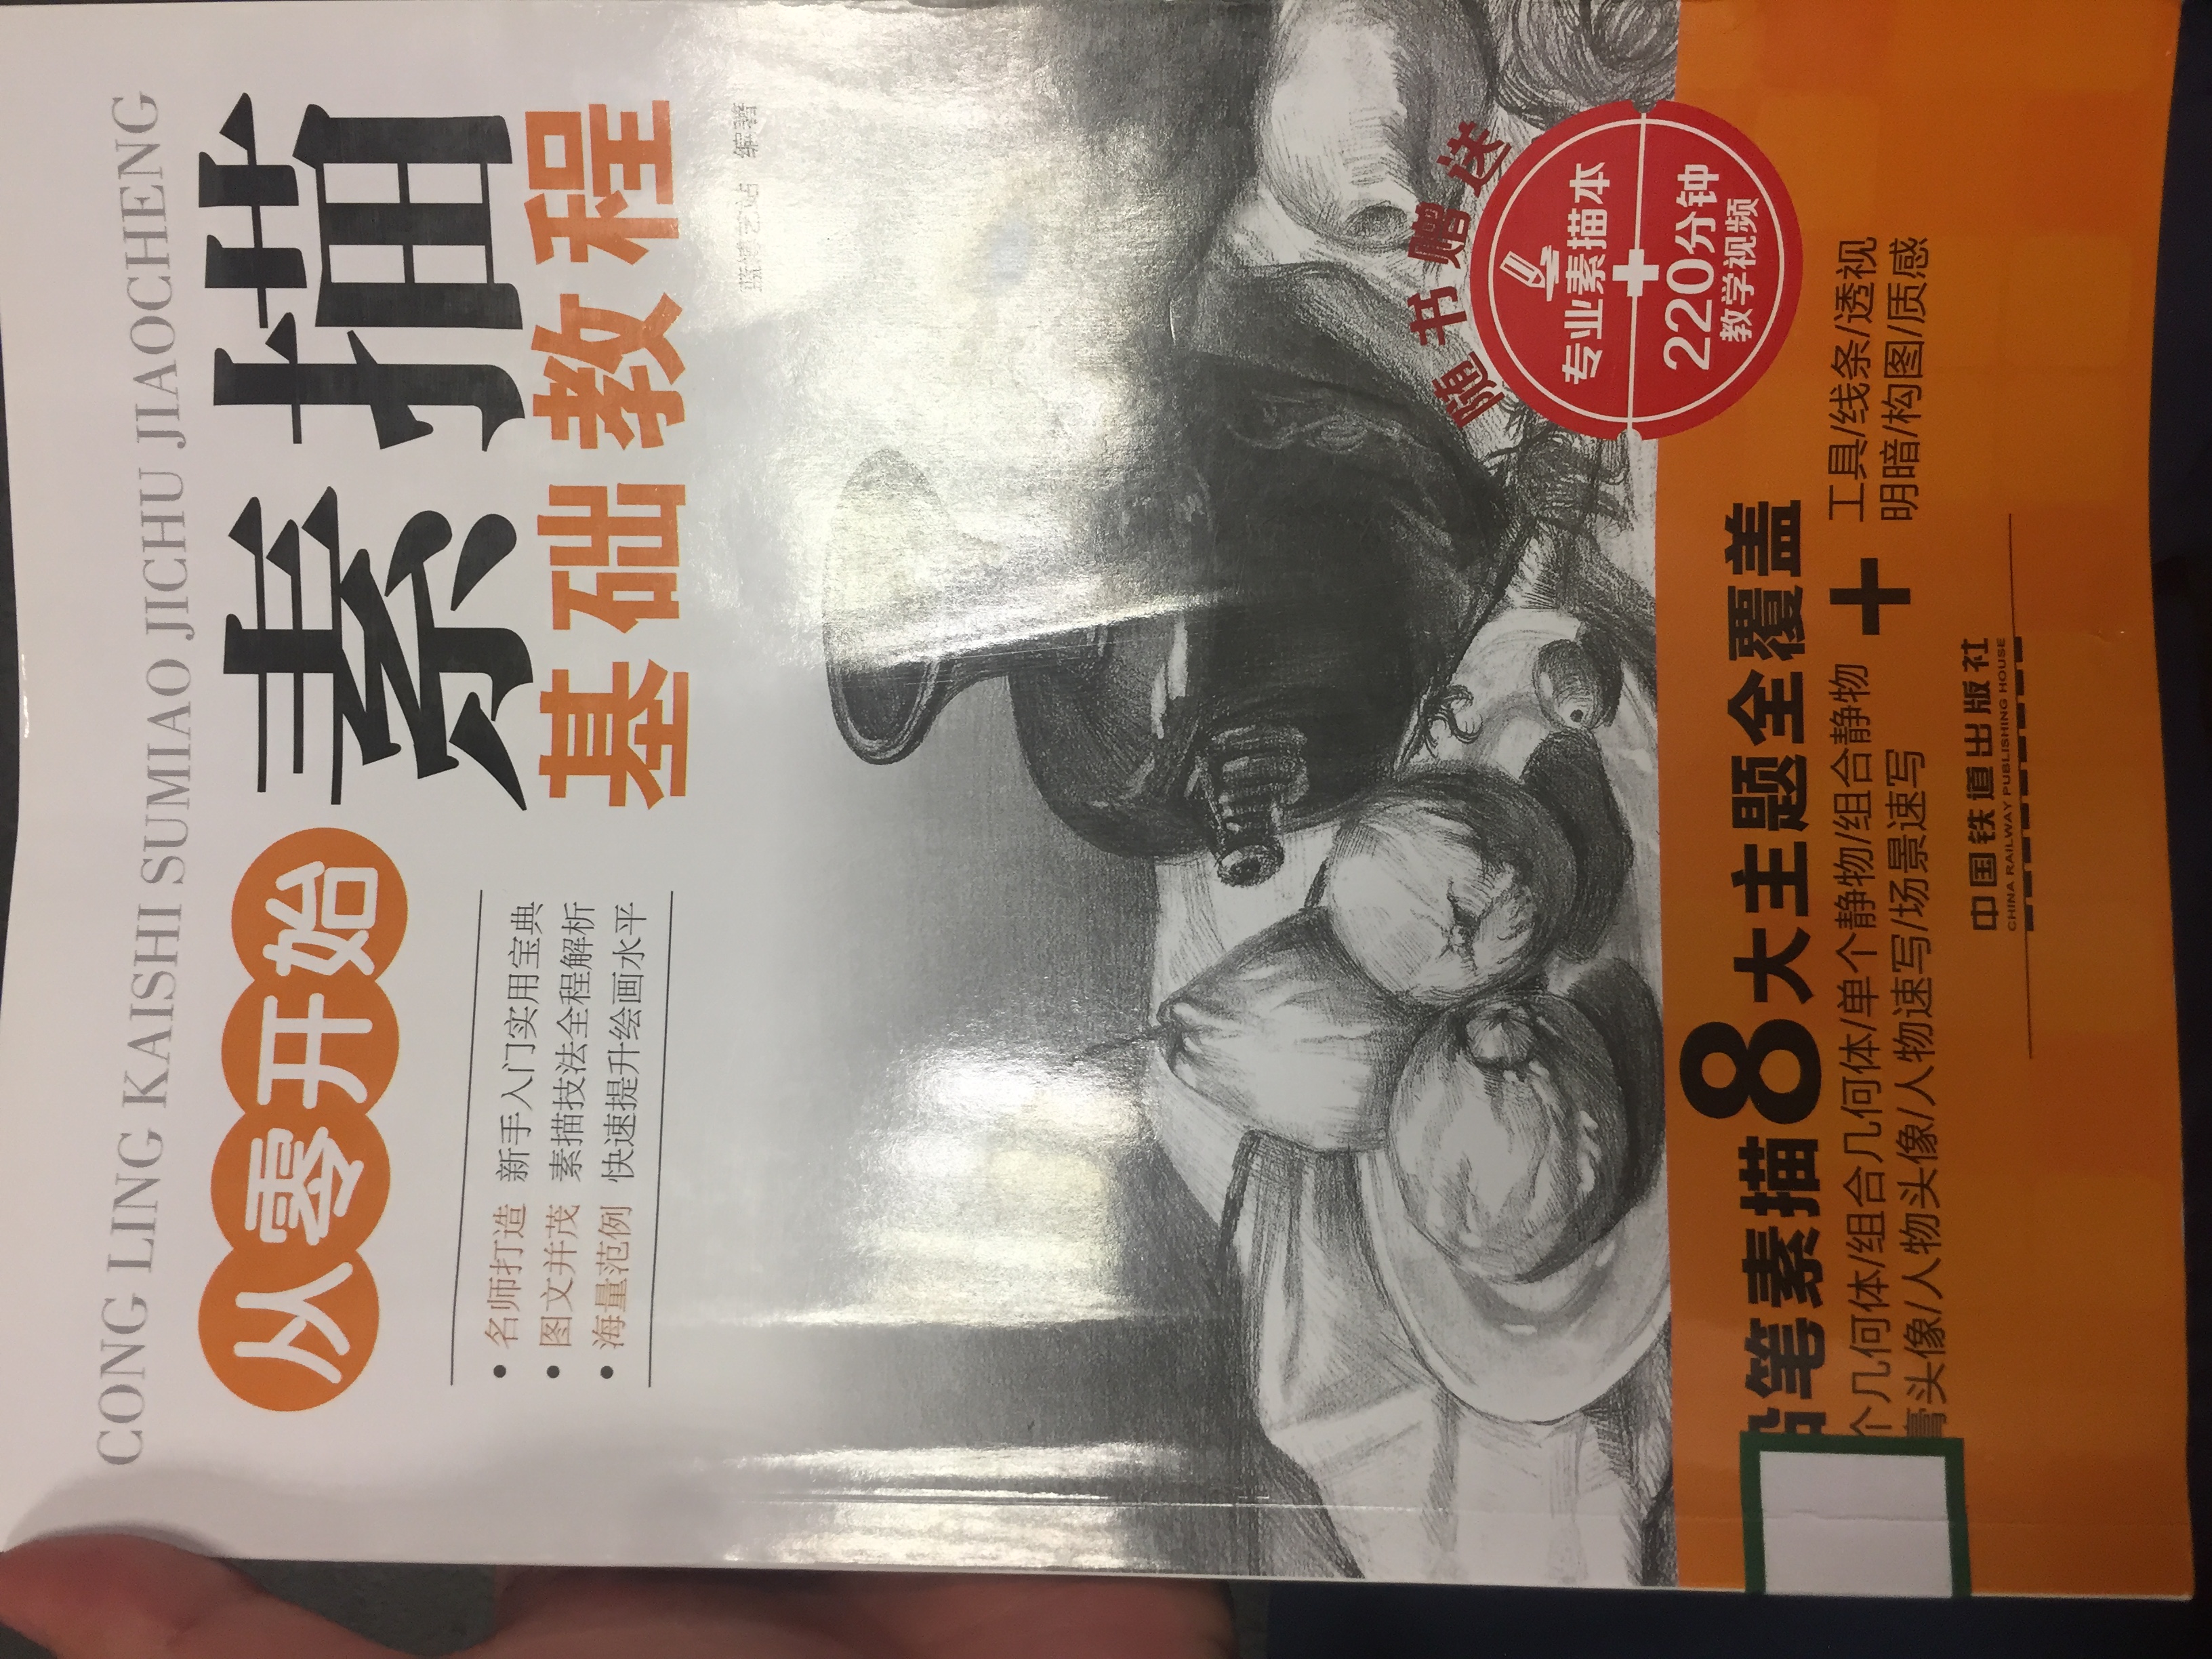 CONG LING KAISHI SUMIAO JICHU JIAOCHENG
从零开始
素描
基础教程
• 名师打造 新手入门实用宝典
• 图文并茂 素描技法全程解析
• 海量范例 快速提升绘画水平
蓝博艺站 编著
随书赠送
专业素描本
+
220分钟
教学视频
笔素描8大主题全覆盖
个几何体/组合几何体/单个静物/组合静物
膏头像/人物头像/人物速写/场景速写
+
工具/线条/透视
明暗/构图/质感
中国铁道出版社
CHINA RAILWAY PUBLISHING HOUSE